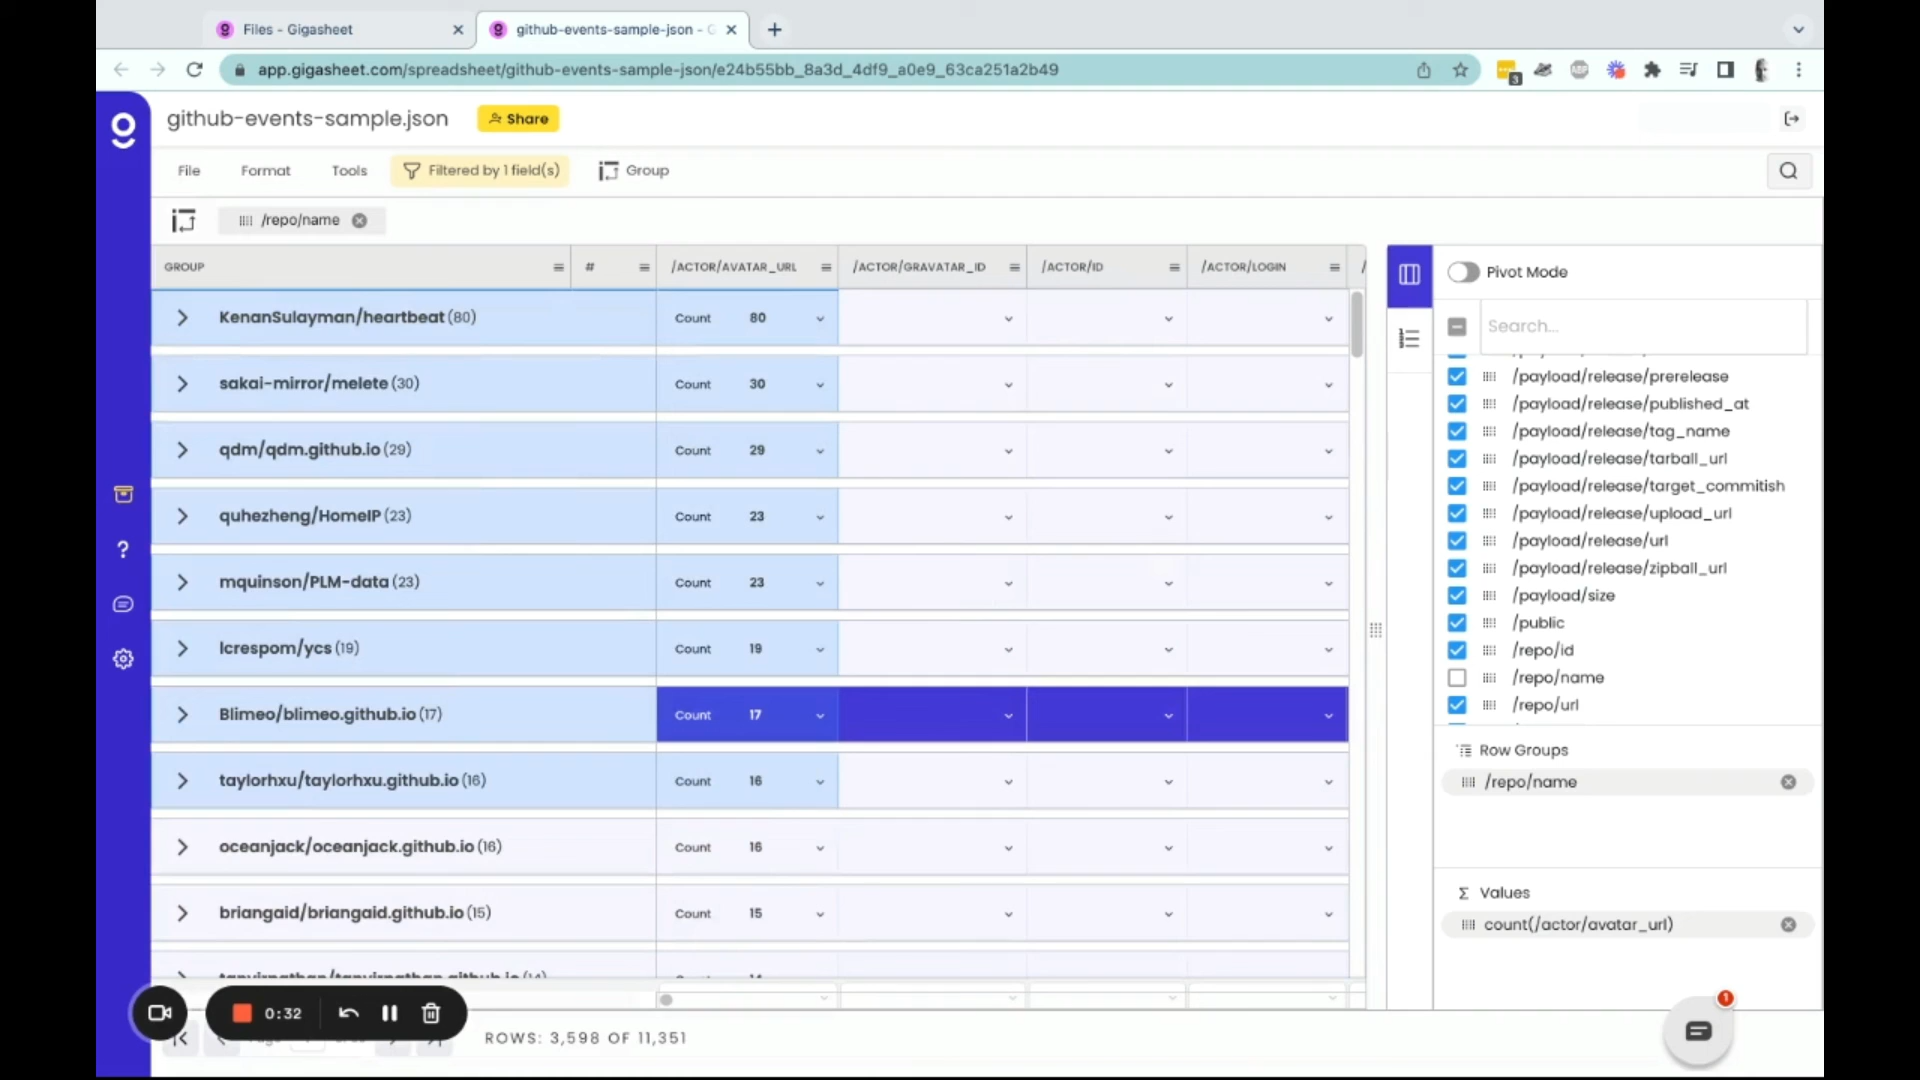 Files - Gigasheet
github-events-sample-json - G
app.gigasheet.com/spreadsheet/github-events-sample-json/e24b55bb_8a3d_4df9_a0e9_63ca251a2b49
3
github-events-sample.json
Share
File Format Tools Filtered by 1 field(s) Group
/repo/name
GROUP # /ACTOR/AVATAR_URL /ACTOR/GRAVATAR_ID /ACTOR/ID /ACTOR/LOGIN /
KenanSulayman/heartbeat (80) Count 80
sakai-mirror/melete (30) Count 30
qdm/qdm.github.io (29) Count 29
quhezheng/HomeIP (23) Count 23
mquinson/PLM-data (23) Count 23
lcrespom/ycs (19) Count 19
Blimeo/blimeo.github.io (17) Count 17
taylorhxu/taylorhxu.github.io (16) Count 16
oceanjack/oceanjack.github.io (16) Count 16
briangaid/briangaid.github.io (15) Count 15
Pivot Mode
Search...
/payload/release/prerelease
/payload/release/published_at
/payload/release/tag_name
/payload/release/tarball_url
/payload/release/target_commitish
/payload/release/upload_url
/payload/release/url
/payload/release/zipball_url
/payload/size
/public
/repo/id
/repo/name
/repo/url
Row Groups
/repo/name
Values
count(/actor/avatar_url)
0:32
ROWS: 3,598 OF 11,351
1